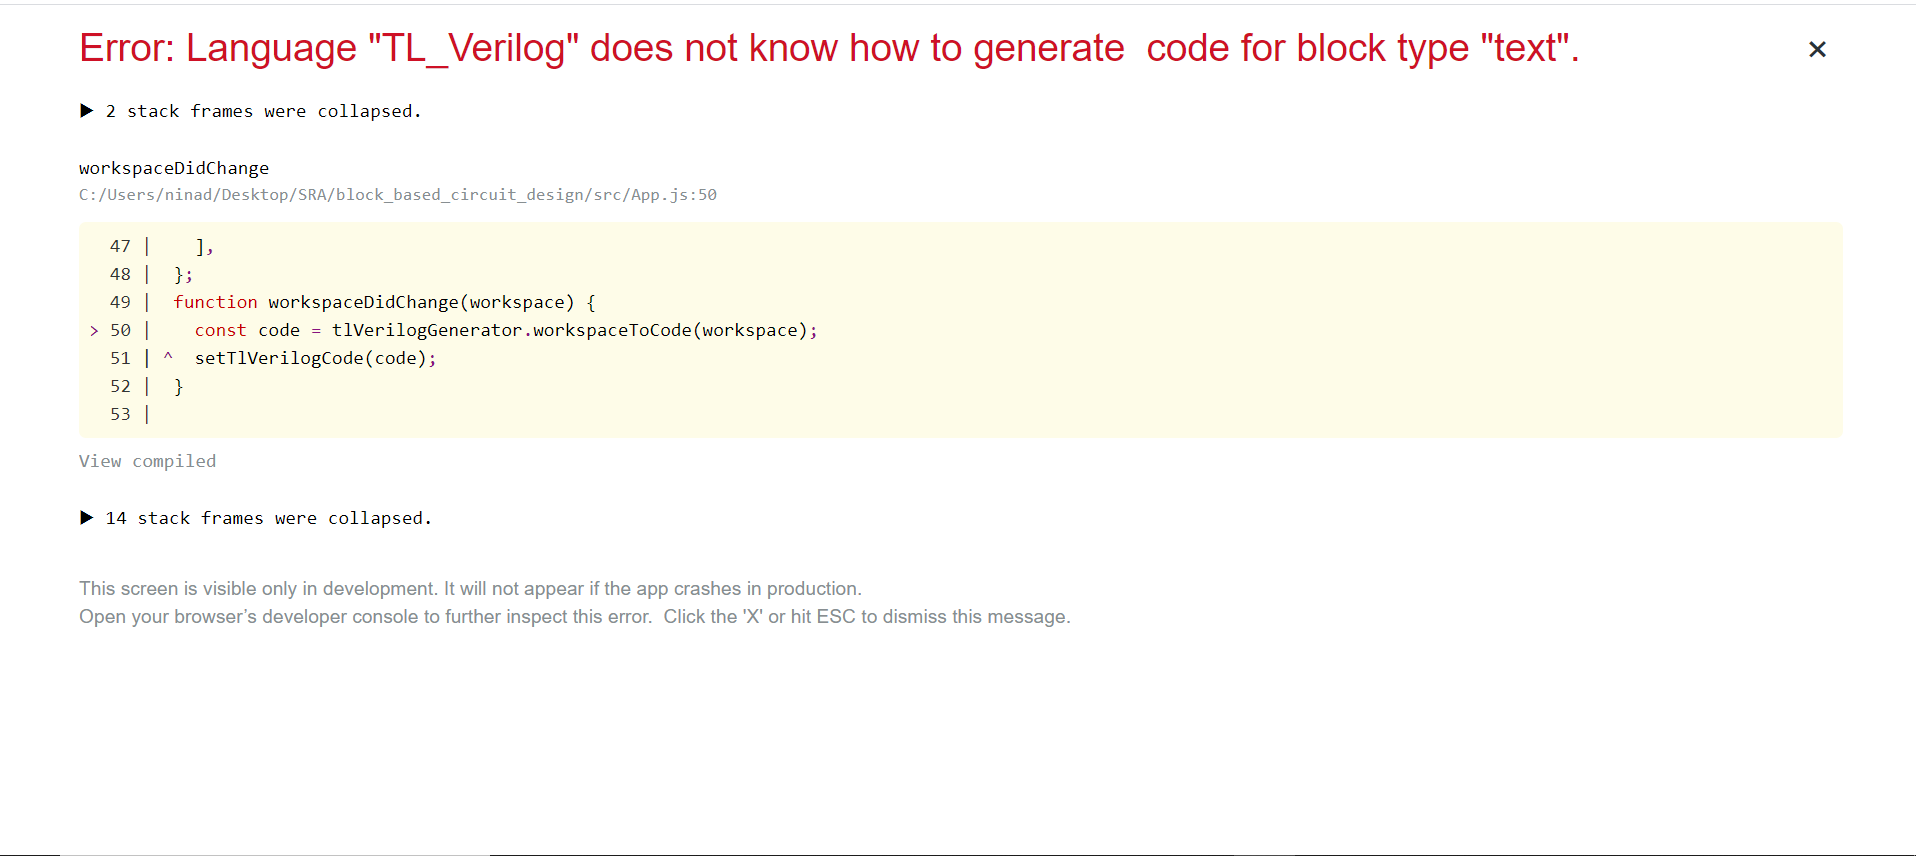 Error: Language "TL_Verilog" does not know how to generate  code for block type "text".
✕
▶ 2 stack frames were collapsed.
workspaceDidChange
C:/Users/ninad/Desktop/SRA/block_based_circuit_design/src/App.js:50
  47 |     ],
  48 |   };
  49 |   function workspaceDidChange(workspace) {
> 50 |     const code = tlVerilogGenerator.workspaceToCode(workspace);
  51 | ^   setTlVerilogCode(code);
  52 |   }
  53 |
View compiled
▶ 14 stack frames were collapsed.
This screen is visible only in development. It will not appear if the app crashes in production.
Open your browser’s developer console to further inspect this error.  Click the 'X' or hit ESC to dismiss this message.